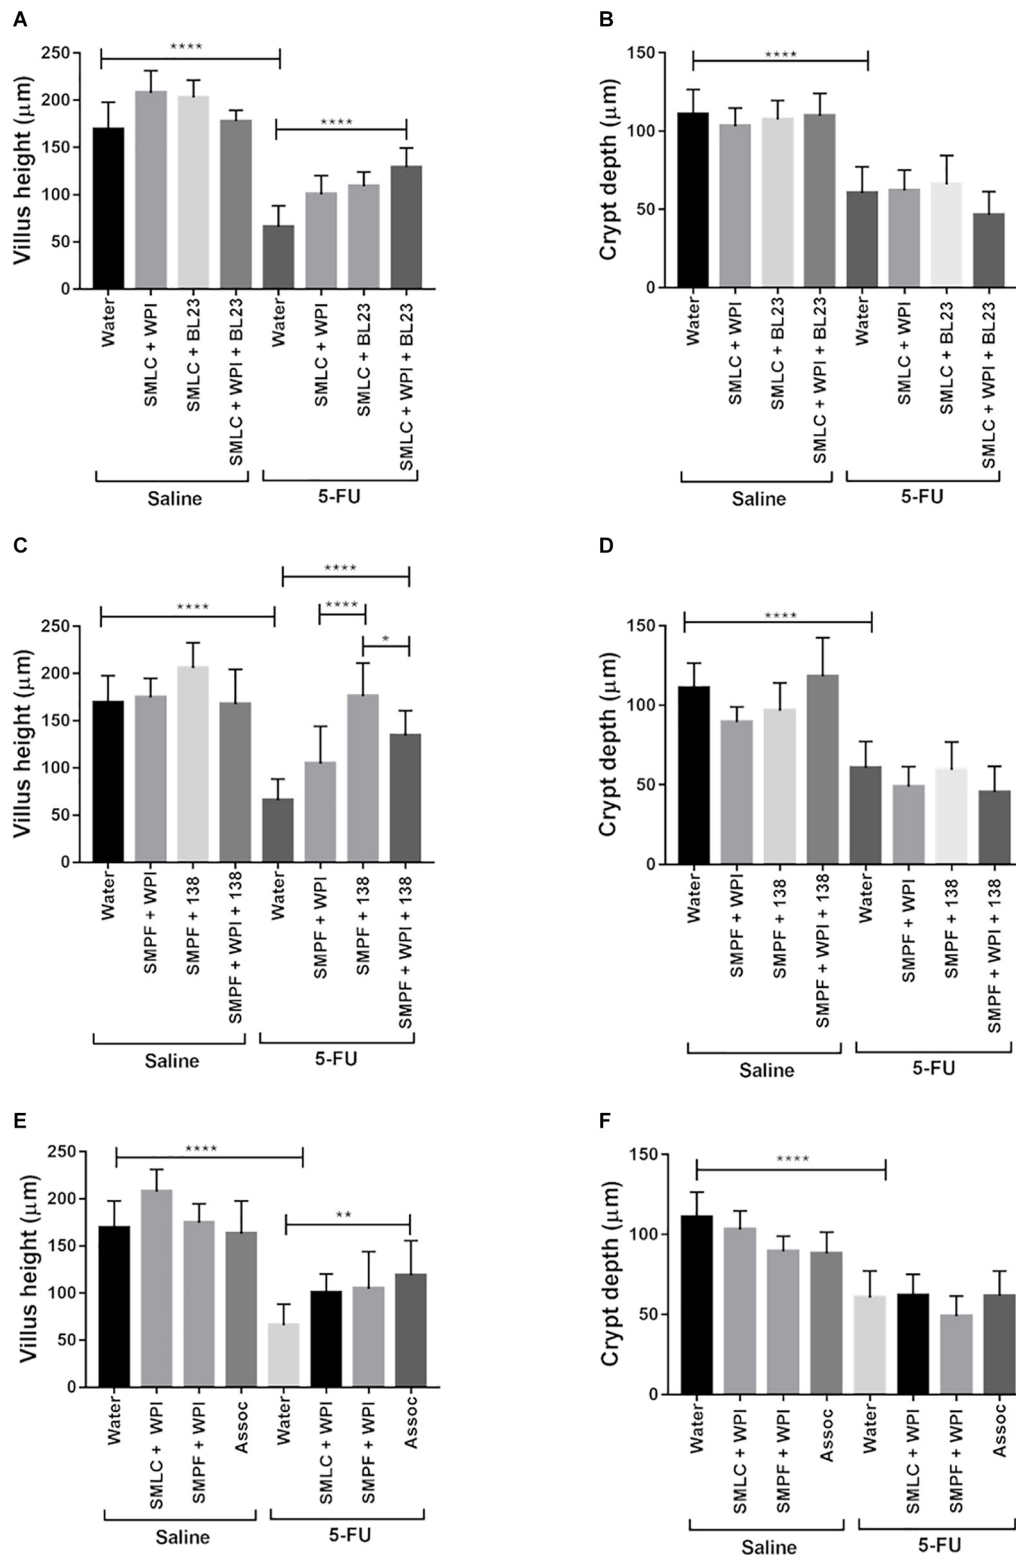 A
Villus height (μm)
250
200
150
100
50
0
****
****
Water
SMLC + WPI
SMLC + BL23
SMLC + WPI + BL23
Water
SMLC + WPI
SMLC + BL23
SMLC + WPI + BL23
Saline
5-FU
B
Crypt depth (μm)
150
100
50
0
****
Water
SMLC + WPI
SMLC + BL23
SMLC + WPI + BL23
Water
SMLC + WPI
SMLC + BL23
SMLC + WPI + BL23
Saline
5-FU
C
Villus height (μm)
250
200
150
100
50
0
****
****
****
*
Water
SMPF + WPI
SMPF + 138
SMPF + WPI + 138
Water
SMPF + WPI
SMPF + 138
SMPF + WPI + 138
Saline
5-FU
D
Crypt depth (μm)
150
100
50
0
****
Water
SMPF + WPI
SMPF + 138
SMPF + WPI + 138
Water
SMPF + WPI
SMPF + 138
SMPF + WPI + 138
Saline
5-FU
E
Villus height (μm)
250
200
150
100
50
0
****
**
Water
SMLC + WPI
SMPF + WPI
Assoc
Water
SMLC + WPI
SMPF + WPI
Assoc
Saline
5-FU
F
Crypt depth (μm)
150
100
50
0
****
Water
SMLC + WPI
SMPF + WPI
Assoc
Water
SMLC + WPI
SMPF + WPI
Assoc
Saline
5-FU